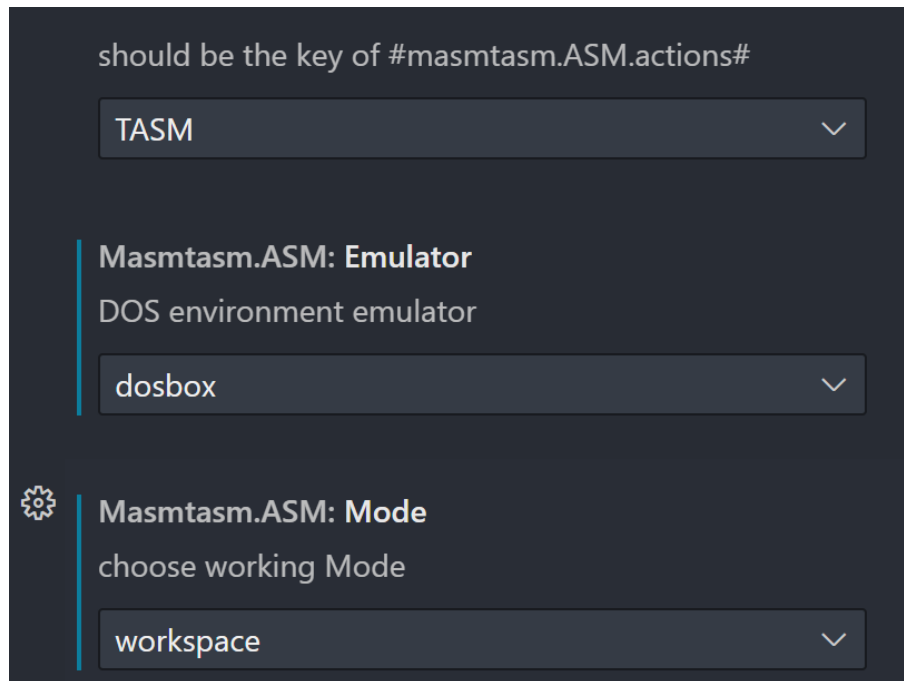 should be the key of #masmtasm.ASM.actions#
TASM
Masmtasm.ASM: Emulator
DOS environment emulator
dosbox
Masmtasm.ASM: Mode
choose working Mode
workspace